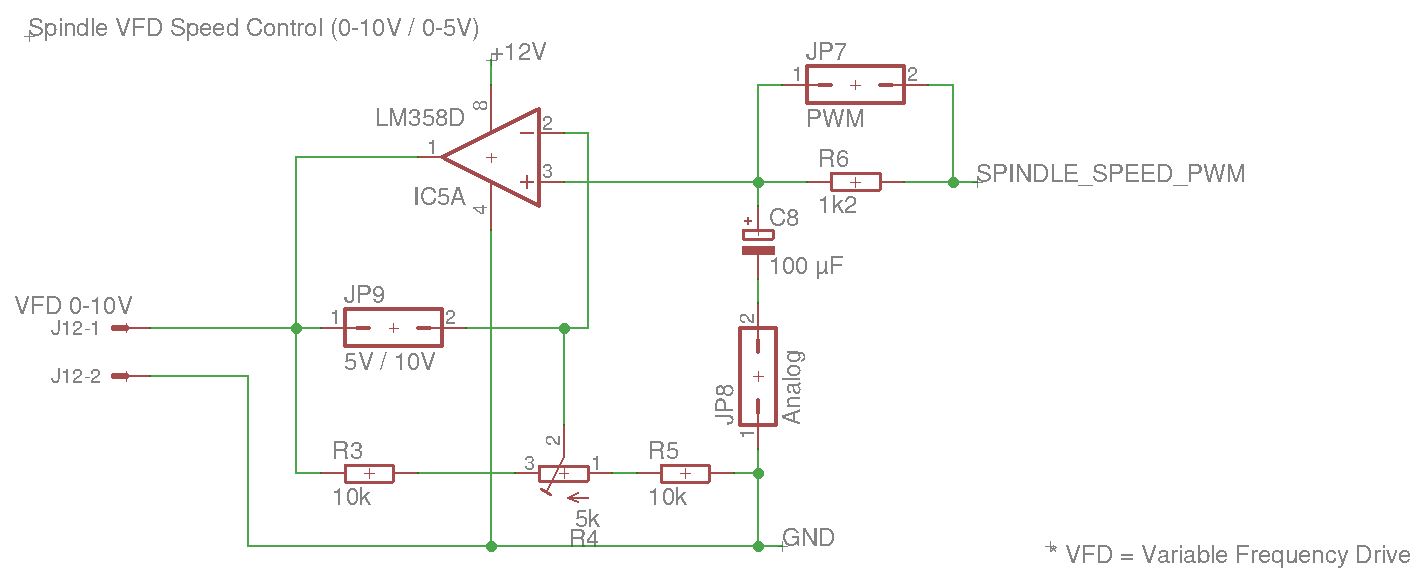 Spindle VFD Speed Control (0-10V / 0-5V)
+12V
JP7
1
2
PWM
LM358D
8
2
1
3
IC5A
4
R6
1k2
SPINDLE_SPEED_PWM
+
C8
100 µF
VFD 0-10V
J12-1
J12-2
JP9
1
2
5V / 10V
2
JP8
Analog
1
R3
10k
2
3
1
5k
R4
R5
10k
GND
* VFD = Variable Frequency Drive